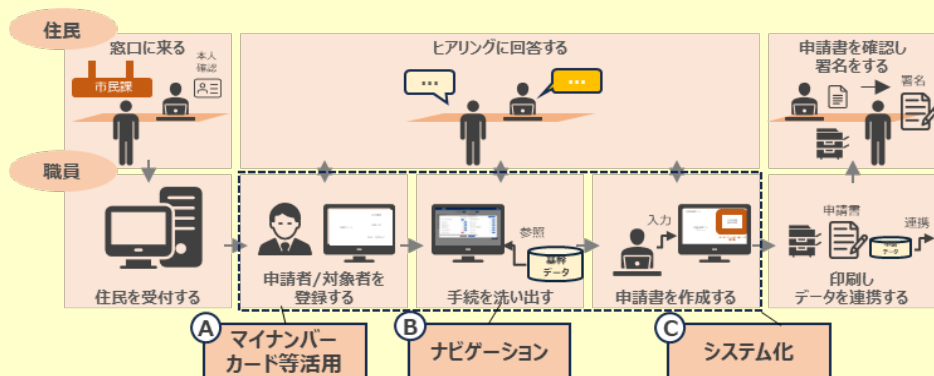 住民
窓口に来る
本人
確認
市民課
ヒアリングに回答する
…
…
申請書を確認し
署名をする
署名
職員
住民を受付する
申請者/対象者を
登録する
参照
基幹
データ
手続を洗い出す
入力
申請書を作成する
申請書
連携
データ
印刷し
データを連携する
A
マイナンバー
カード等活用
B
ナビゲーション
C
システム化